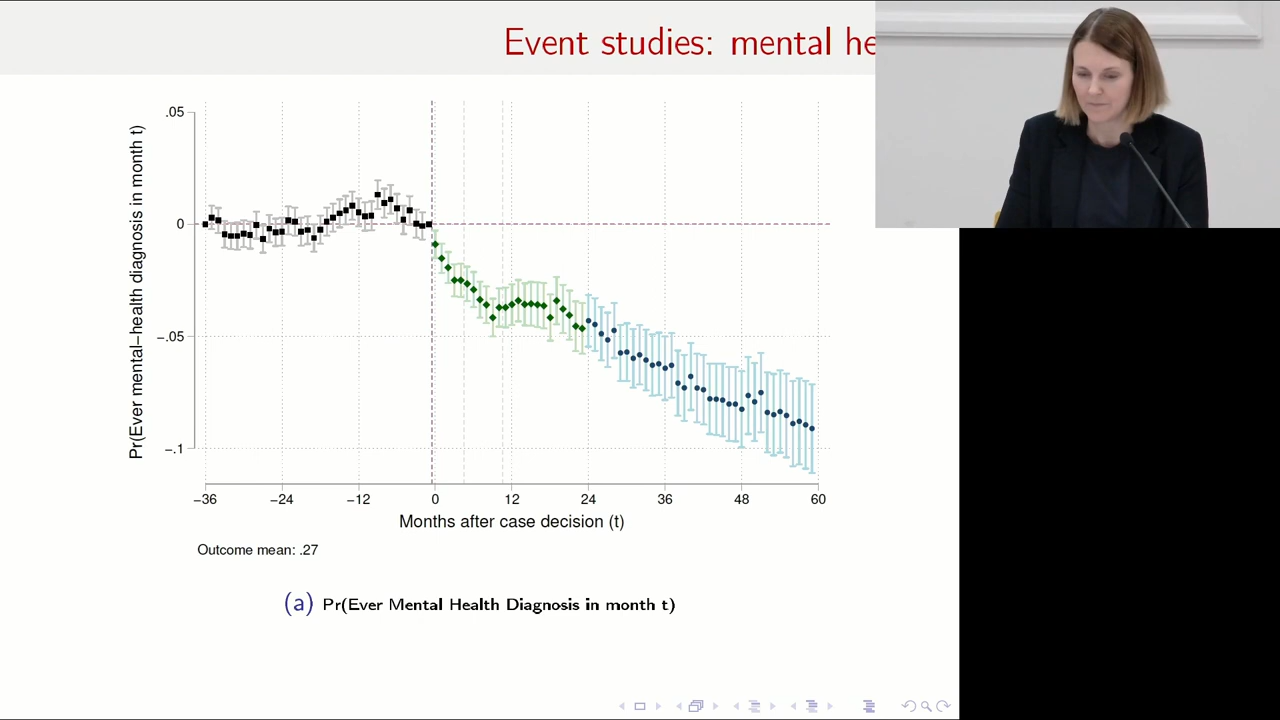 Event studies: mental he
.05
0
−.05
−.1
Pr(Ever mental−health diagnosis in month t)
−36 −24 −12 0 12 24 36 48 60
Months after case decision (t)
Outcome mean: .27
(a) Pr(Ever Mental Health Diagnosis in month t)